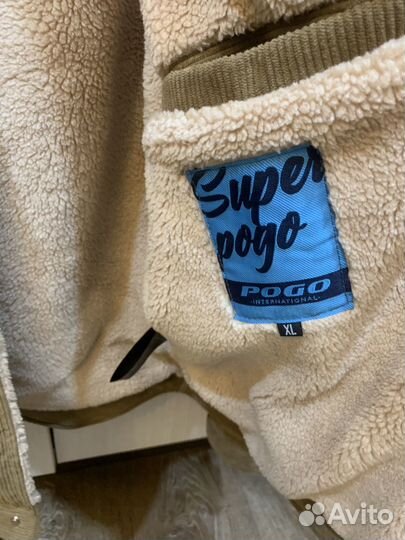 Super
pogo
POGO
-INTERNATIONAL-
XL
Avito